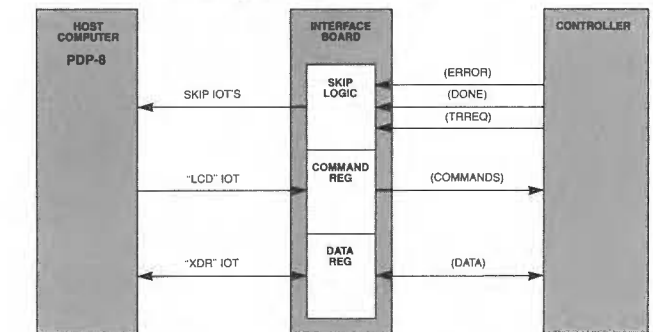 HOST
COMPUTER
PDP-8
INTERFACE
BOARD
CONTROLLER
SKIP
LOGIC
SKIP IOT'S
(ERROR)
(DONE)
(TRREQ)
"LCD" IOT
COMMAND
REG
(COMMANDS)
"XDR" IOT
DATA
REG
(DATA)